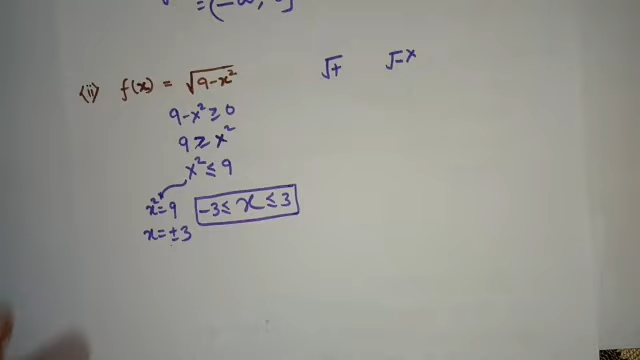 = (-∞, ]
(ii) f(x) = √(9-x²)
√+ √- x
9-x² ≥ 0
9 ≥ x²
x² ≤ 9
x² = 9
-3 ≤ x ≤ 3
x = ±3